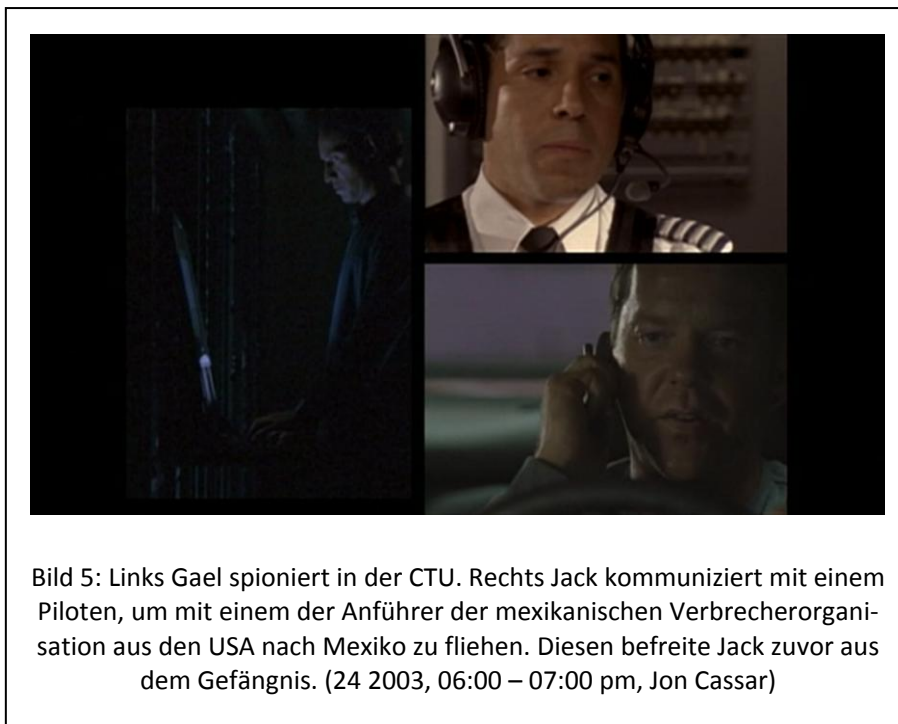 Bild 5: Links Gael spioniert in der CTU. Rechts Jack kommuniziert mit einem
Piloten, um mit einem der Anführer der mexikanischen Verbrecherorgani-
sation aus den USA nach Mexiko zu fliehen. Diesen befreite Jack zuvor aus
dem Gefängnis. (24 2003, 06:00 – 07:00 pm, Jon Cassar)